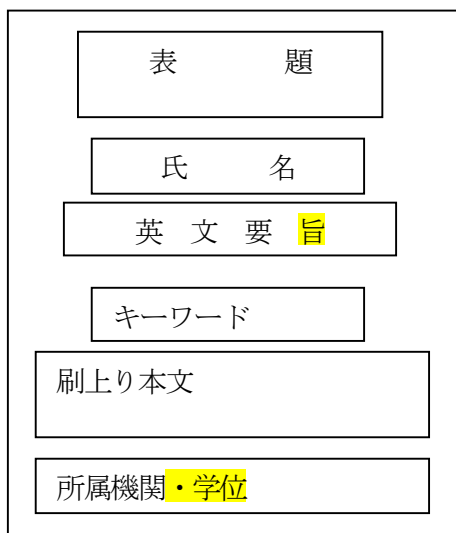 表 題
氏 名
英 文 要 旨
キーワード
刷上り本文
所属機関・学位